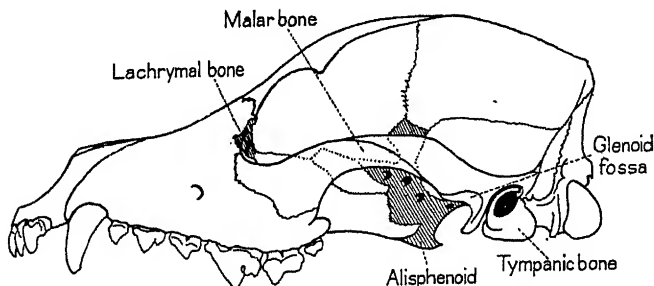 Malar bone
Lachrymal bone
Glenoid
fossa
Alisphenoid
Tympanic bone